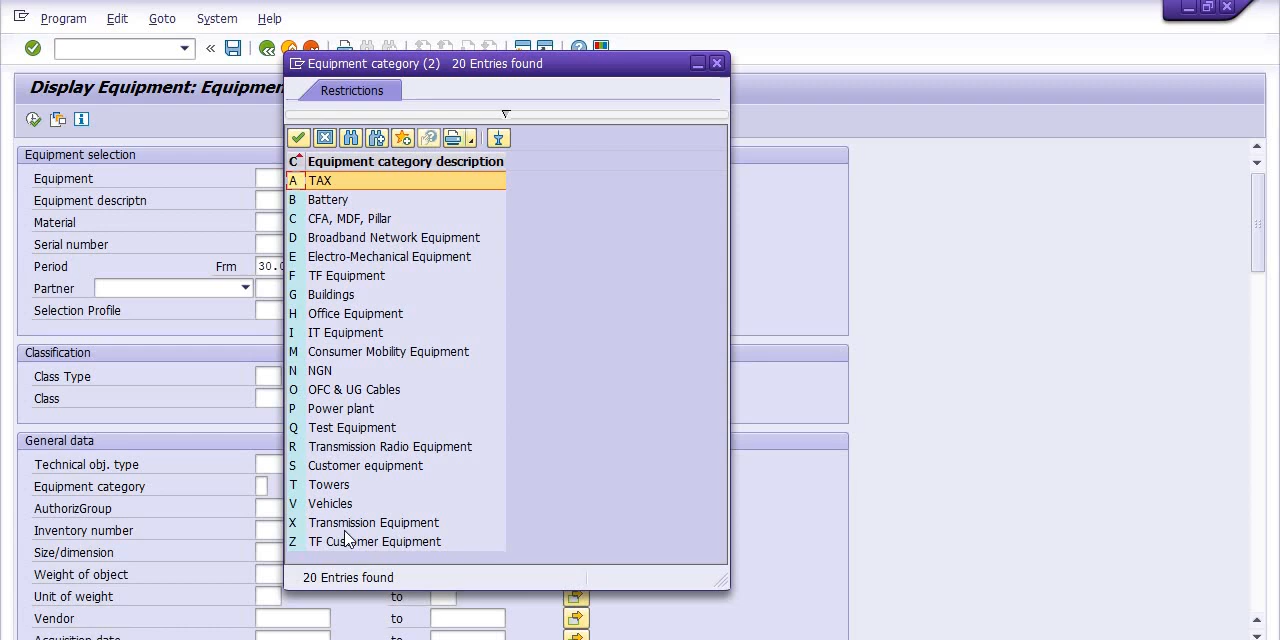 Program Edit Goto System Help
Equipment category (2) 20 Entries found
Display Equipment: Equipmen
Restrictions
Equipment selection
C Equipment category description
Equipment
A TAX
Equipment descriptn
B Battery
Material
C CFA, MDF, Pillar
Serial number
D Broadband Network Equipment
E Electro-Mechanical Equipment
Period Frm 30.0
F TF Equipment
Partner
G Buildings
Selection Profile
H Office Equipment
I IT Equipment
Classification
M Consumer Mobility Equipment
Class Type
N NGN
Class
O OFC & UG Cables
P Power plant
General data
Q Test Equipment
R Transmission Radio Equipment
Technical obj. type
S Customer equipment
Equipment category
T Towers
AuthorizGroup
V Vehicles
Inventory number
X Transmission Equipment
Size/dimension
Z TF Customer Equipment
Weight of object
20 Entries found
Unit of weight to
Vendor to
Acquisition date to